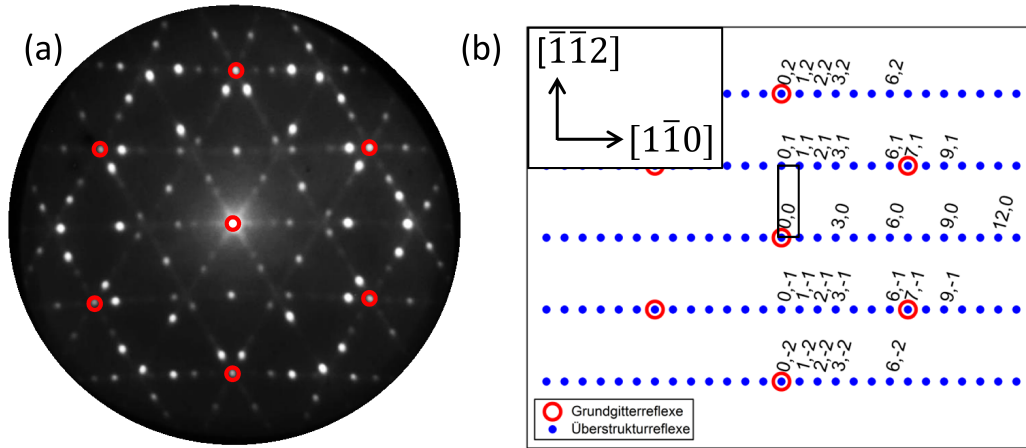 (a)
(b)
[1̄1̄2]
[11̄0]
0,2 1,2 2,2 3,2 6,2
0,1 1,1 2,1 3,1 6,1 7,1 9,1
0,0 3,0 6,0 9,0 12,0
0,-1 1,-1 2,-1 3,-1 6,-1 7,-1 9,-1
0,-2 1,-2 2,-2 3,-2 6,-2
Grundgitterreflexe
Überstrukturreflexe